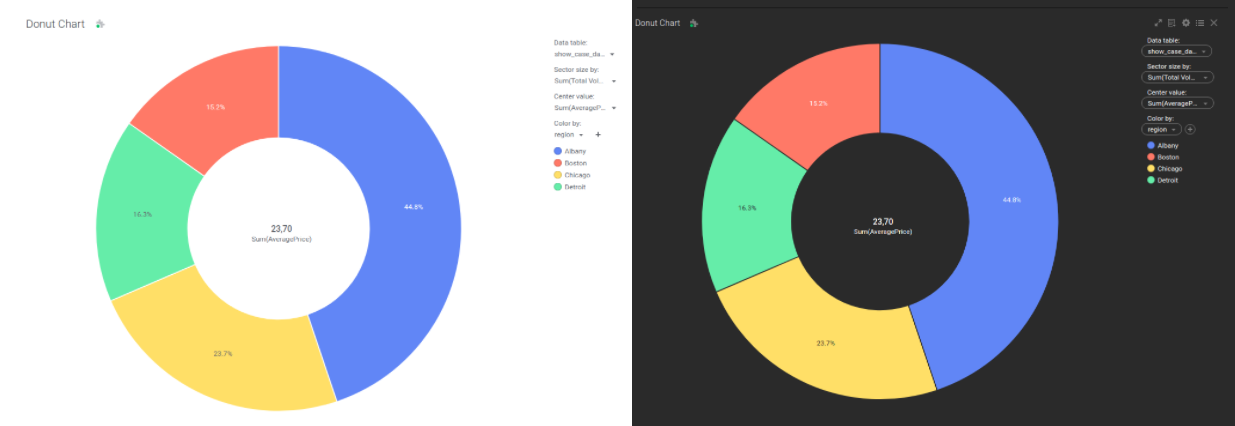 Donut Chart
Data table:
show_case_da...
Sector size by:
Sum(Total Vol...
Center value:
Sum(AverageP...
Color by:
region
+
Albany
Boston
Chicago
Detroit
15.2%
44.8%
16.3%
23,70
Sum(AveragePrice)
23.7%
Donut Chart
Data table:
show_case_da...
Sector size by:
Sum(Total Vol...
Center value:
Sum(AverageP...
Color by:
region
+
Albany
Boston
Chicago
Detroit
15.2%
44.8%
16.3%
23,70
Sum(AveragePrice)
23.7%